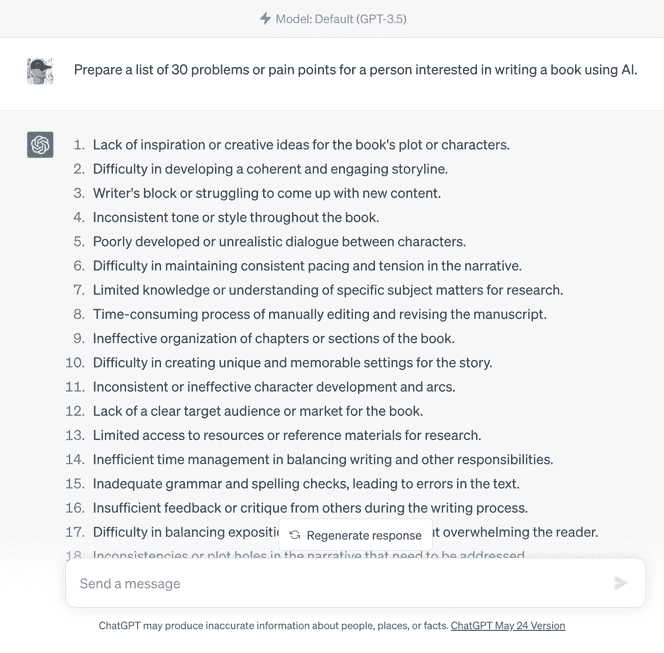 Model: Default (GPT-3.5)
Prepare a list of 30 problems or pain points for a person interested in writing a book using AI.
1. Lack of inspiration or creative ideas for the book's plot or characters.
2. Difficulty in developing a coherent and engaging storyline.
3. Writer's block or struggling to come up with new content.
4. Inconsistent tone or style throughout the book.
5. Poorly developed or unrealistic dialogue between characters.
6. Difficulty in maintaining consistent pacing and tension in the narrative.
7. Limited knowledge or understanding of specific subject matters for research.
8. Time-consuming process of manually editing and revising the manuscript.
9. Ineffective organization of chapters or sections of the book.
10. Difficulty in creating unique and memorable settings for the story.
11. Inconsistent or ineffective character development and arcs.
12. Lack of a clear target audience or market for the book.
13. Limited access to resources or reference materials for research.
14. Inefficient time management in balancing writing and other responsibilities.
15. Inadequate grammar and spelling checks, leading to errors in the text.
16. Insufficient feedback or critique from others during the writing process.
17. Difficulty in balancing overwhelming the reader.
Regenerate response
18. Inconsistencies or plot holes in the narrative that need to be addressed.
Send a message
ChatGPT may produce inaccurate information about people, places, or facts. ChatGPT May 24 Version